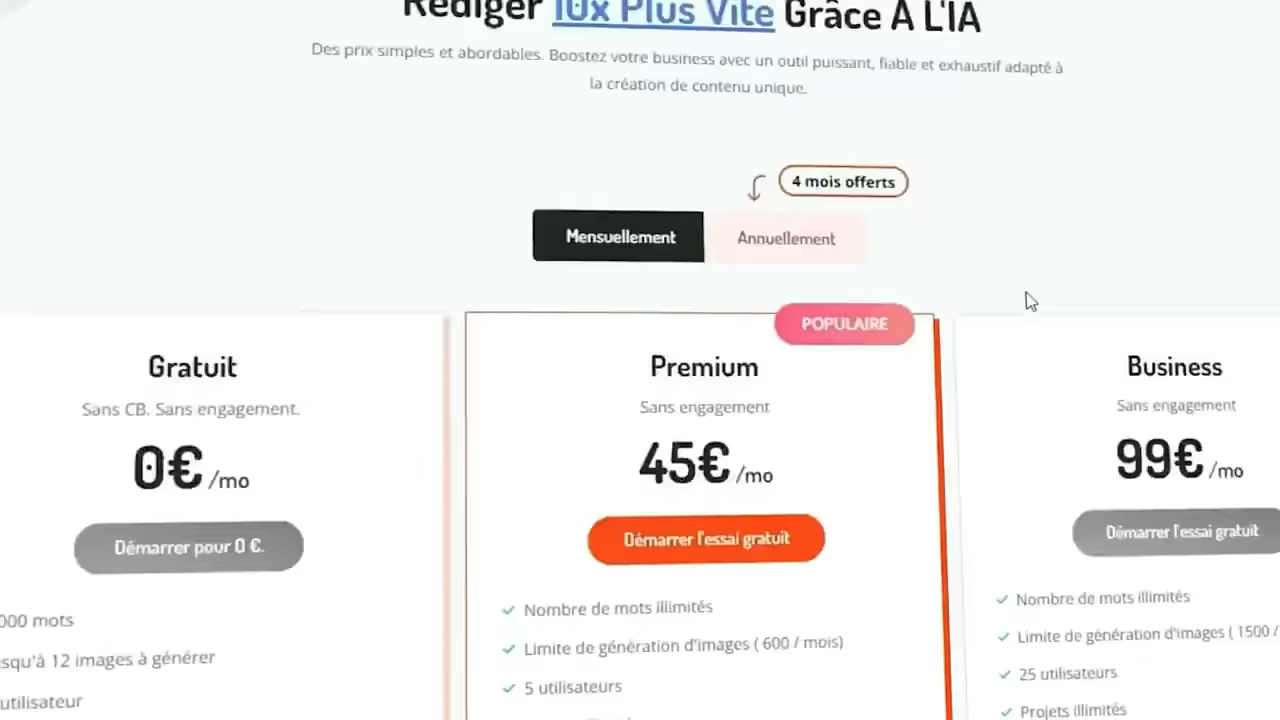 Rédiger 10x Plus Vite Grâce À L'IA
Des prix simples et abordables. Boostez votre business avec un outil puissant, fiable et exhaustif adapté à
la création de contenu unique.
4 mois offerts
Mensuellement
Annuellement
POPULAIRE
Gratuit
Sans CB. Sans engagement.
0€ /mo
Démarrer pour 0 €.
000 mots
squ'à 12 images à générer
utilisateur
Premium
Sans engagement
45€ /mo
Démarrer l'essai gratuit
Nombre de mots illimités
Limite de génération d'images ( 600 / mois)
5 utilisateurs
Business
Sans engagement
99€ /mo
Démarrer l'essai gratuit
Nombre de mots illimités
Limite de génération d'images ( 1500 /
25 utilisateurs
Projets illimités